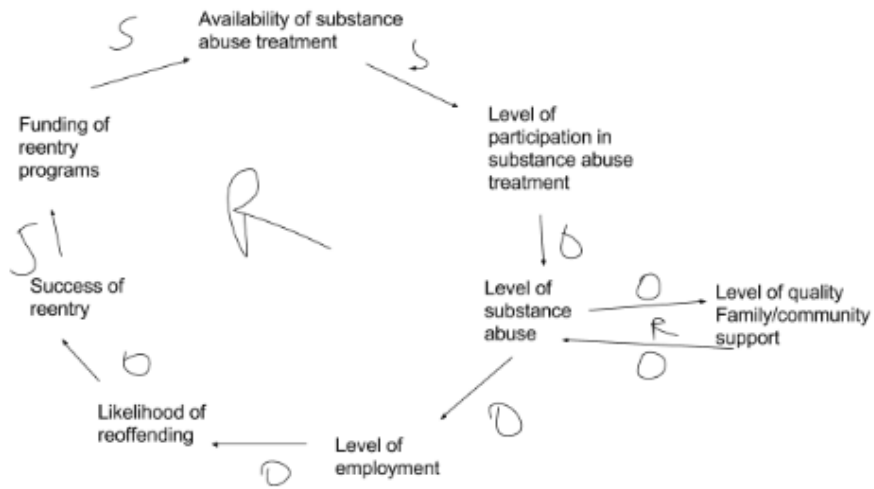 S
Availability of substance
abuse treatment
S
Funding of
reentry
programs
Level of
participation in
substance abuse
treatment
R
O
S
Success of
reentry
Level of
substance
abuse
O
R
O
Level of quality
Family/community
support
O
Likelihood of
reoffending
O
Level of
employment
O